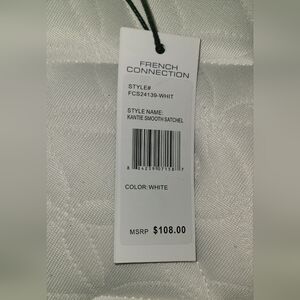 FRENCH
CONNECTION
STYLE#
FCS24139-WHIT
STYLE NAME:
KANTIE SMOOTH SATCHEL
COLOR: WHITE
MSRP $108.00